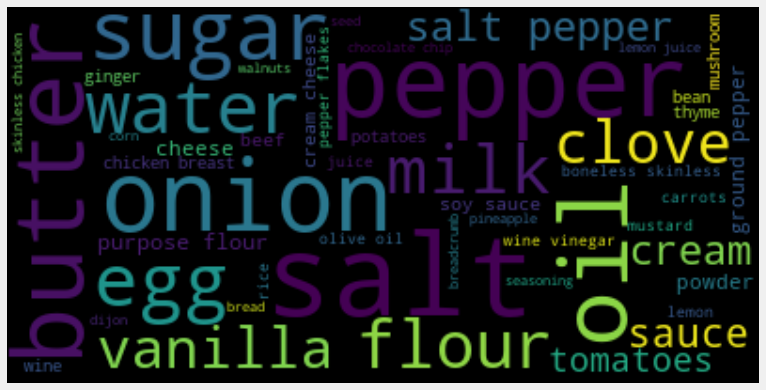 sugar
seed
salt pepper
mushroom
skinless chicken
butter
ginger
walnuts
cream cheese
pepper flakes
chocolate chip
lemon juice
pepper
water
bean
thyme
ground pepper
corn
cheese
beef
potatoes
clove
chicken breast
juice
milk
boneless skinless
onion
soy sauce
carrots
pineapple
oil
mustard
purpose flour
olive oil
breadcrumb
wine vinegar
cream
egg
rice
salt
seasoning
powder
bread
dijon
lemon
vanilla
flour
sauce
wine
tomatoes